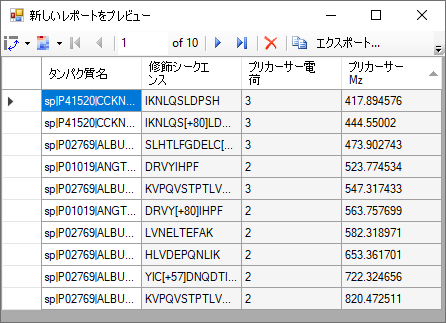 新しいレポートをプレビュー
1 of 10 エクスポート...
タンパク質名 修飾シークエンス プリカーサー電荷 プリカーサー Mz
sp|P41520|CCKN... IKNLQSLDPSH 3 417.894576
sp|P41520|CCKN... IKNLQS[+80]LD... 3 444.55002
sp|P02769|ALBU... SLHTLFGDELC[... 3 473.902743
sp|P01019|ANGT... DRVYIHPF 2 523.774534
sp|P02769|ALBU... KVPQVSTPTLV... 3 547.317433
sp|P01019|ANGT... DRVY[+80]IHPF 2 563.757699
sp|P02769|ALBU... LVNELTEFAK 2 582.318971
sp|P02769|ALBU... HLVDEPQNLIK 2 653.361701
sp|P02769|ALBU... YIC[+57]DNQDTI... 2 722.324656
sp|P02769|ALBU... KVPQVSTPTLV... 2 820.472511